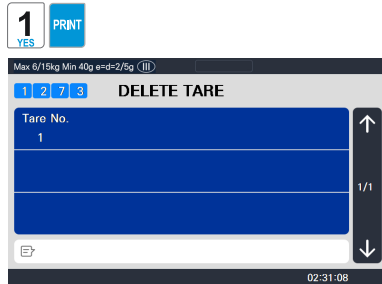 1
YES
PRINT
Max 6/15kg Min 40g e=d=2/5g III
1 2 7 3 DELETE TARE
Tare No.
1
1/1
02:31:08